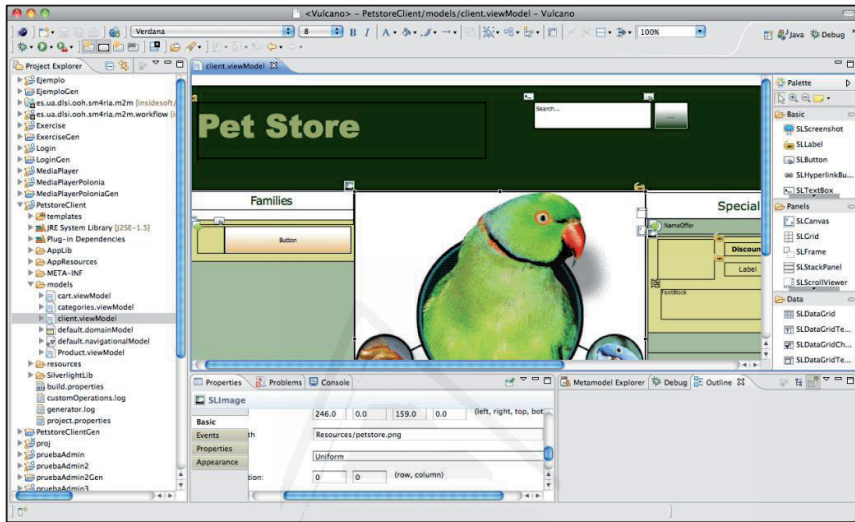 <Vulcano> - PetstoreClient/models/client.viewModel - Vulcano
Verdana 8 B I A 100% Java Debug
Project Explorer
Ejemplo
EjemploGen
es.ua.dlsi.ooh.sm4ria.m2m [insidesoft/
es.ua.dlsi.ooh.sm4ria.m2m.workflow [i
Exercise
ExerciseGen
Login
LoginGen
MediaPlayer
MediaPlayerPolonia
MediaPlayerPoloniaGen
PetstoreClient
templates
JRE System Library [J2SE-1.5]
Plug-in Dependencies
AppLib
AppResources
META-INF
models
cart.viewModel
categories.viewModel
client.viewModel
default.domainModel
default.navigationalModel
Product.viewModel
resources
SilverlightLib
build.properties
customOperations.log
generator.log
project.properties
PetstoreClientGen
proj
pruebaAdmin
pruebaAdmin2
pruebaAdmin2Gen
pruebaAdmin3
client.viewModel
Pet Store
Search...
Families
Button
Special
NameOffer
Discoun
Label
TextBlock
Palette
Basic
SLScreenshot
SLLabel
SLButton
SLHyperlinkBu...
SLTextBox
Panels
SLCanvas
SLGrid
SLFrame
SLStackPanel
SLScrollViewer
Data
SLDataGrid
SLDataGridTe...
SLDataGridCh...
SLDataGridTe...
Properties Problems Console
SLImage
Basic
Events
Properties
Appearance
246.0 0.0 159.0 0.0 (left, right, top, bot
th Resources/petstore.png
Uniform
tion: 0 0 (row, column)
Metamodel Explorer Debug Outline